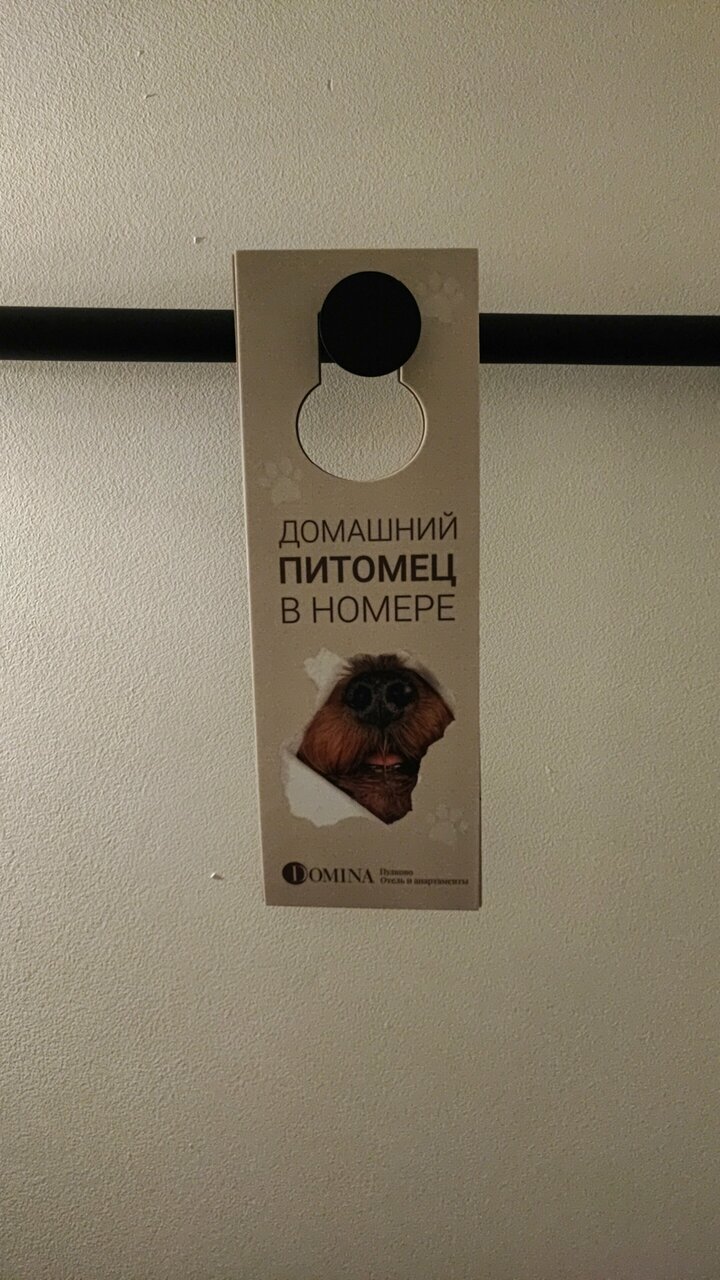 ДОМАШНИЙ
ПИТОМЕЦ
В НОМЕРЕ
DOMINA Пулково
Отель и апартаменты